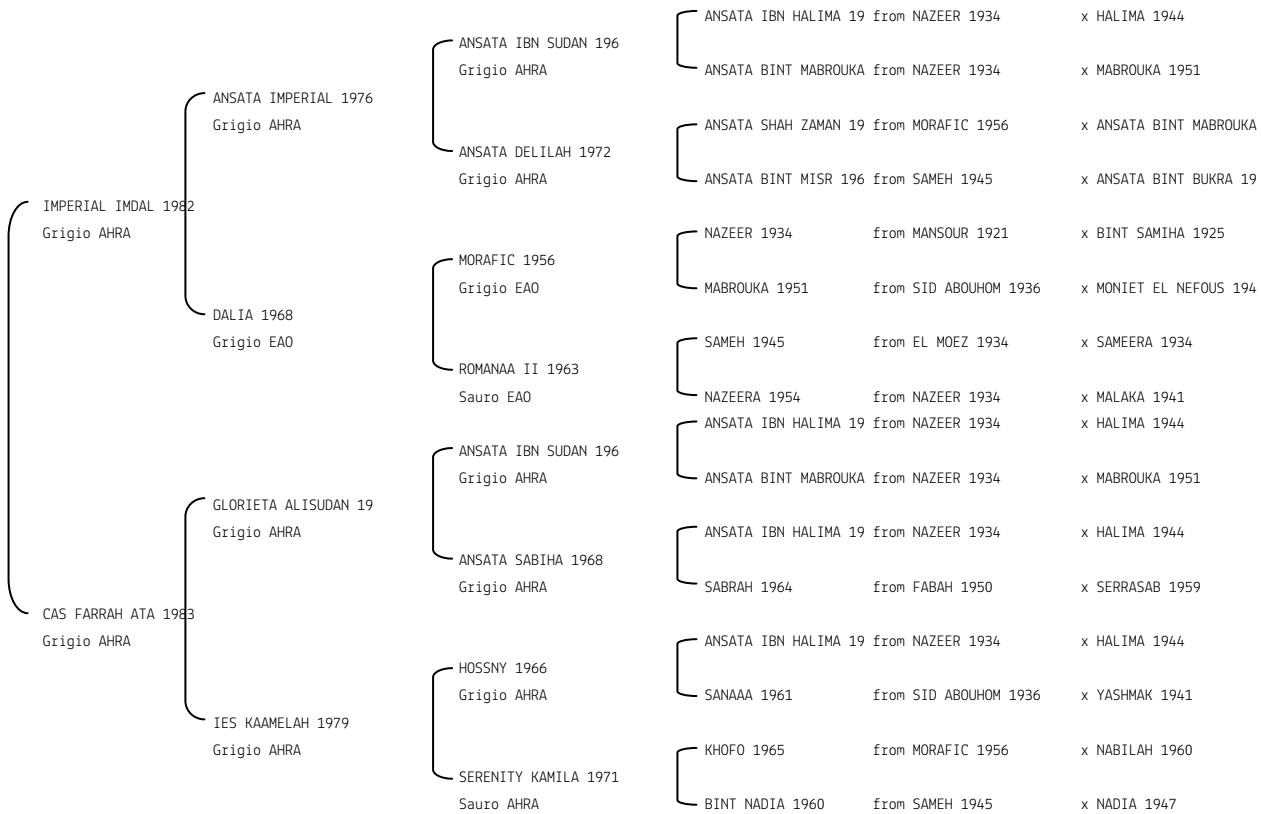 ANSATA IBN HALIMA 19 from NAZEER 1934 x HALIMA 1944
ANSATA IBN SUDAN 196
Grigio AHRA ANSATA BINT MABROUKA from NAZEER 1934 x MABROUKA 1951
ANSATA IMPERIAL 1976
Grigio AHRA ANSATA SHAH ZAMAN 19 from MORAFIC 1956 x ANSATA BINT MABROUKA
ANSATA DELILAH 1972
Grigio AHRA ANSATA BINT MISR 196 from SAMEH 1945 x ANSATA BINT BUKRA 19
IMPERIAL IMDAL 1982
Grigio AHRA NAZEER 1934 from MANSOUR 1921 x BINT SAMIHA 1925
MORAFIC 1956
Grigio EAO MABROUKA 1951 from SID ABOUHOM 1936 x MONIET EL NEFOUS 194
DALIA 1968
Grigio EAO SAMEH 1945 from EL MOEZ 1934 x SAMEERA 1934
ROMANAA II 1963
Sauro EAO NAZEERA 1954 from NAZEER 1934 x MALAKA 1941
ANSATA IBN HALIMA 19 from NAZEER 1934 x HALIMA 1944
ANSATA IBN SUDAN 196
Grigio AHRA ANSATA BINT MABROUKA from NAZEER 1934 x MABROUKA 1951
GLORIETA ALISUDAN 19
Grigio AHRA ANSATA IBN HALIMA 19 from NAZEER 1934 x HALIMA 1944
ANSATA SABIHA 1968
Grigio AHRA SABRAH 1964 from FABAH 1950 x SERRASAB 1959
CAS FARRAH ATA 1983
Grigio AHRA ANSATA IBN HALIMA 19 from NAZEER 1934 x HALIMA 1944
HOSSNY 1966
Grigio AHRA SANAAA 1961 from SID ABOUHOM 1936 x YASHMAK 1941
IES KAAMELAH 1979
Grigio AHRA KHOFO 1965 from MORAFIC 1956 x NABILAH 1960
SERENITY KAMILA 1971
Sauro AHRA BINT NADIA 1960 from SAMEH 1945 x NADIA 1947